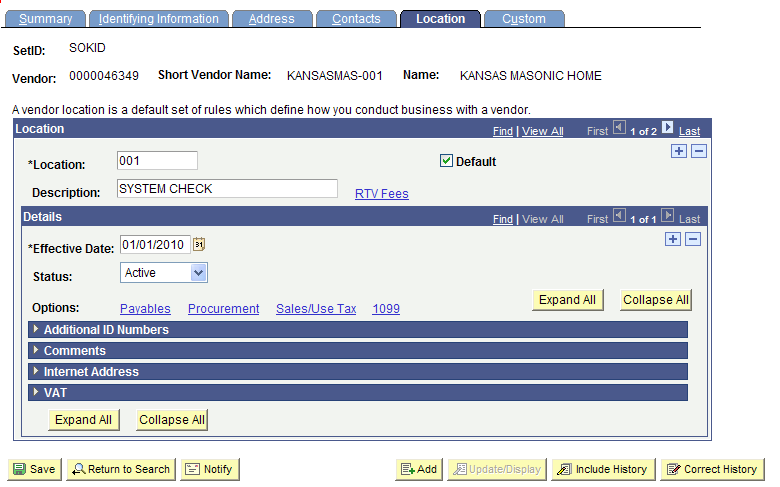 Summary Identifying Information Address Contacts Location Custom
SetID: SOKID
Vendor: 0000046349 Short Vendor Name: KANSASMAS-001 Name: KANSAS MASONIC HOME
A vendor location is a default set of rules which define how you conduct business with a vendor.
Location Find | View All First 1 of 2 Last
*Location: 001 Default
Description: SYSTEM CHECK RTV Fees
Details Find | View All First 1 of 1 Last
*Effective Date: 01/01/2010 31
Status: Active
Options: Payables Procurement Sales/Use Tax 1099 Expand All Collapse All
Additional ID Numbers
Comments
Internet Address
VAT
Expand All Collapse All
Save Return to Search Notify Add Update/Display Include History Correct History